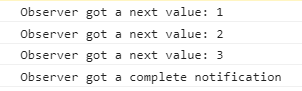 Observer got a next value: 1
Observer got a next value: 2
Observer got a next value: 3
Observer got a complete notification